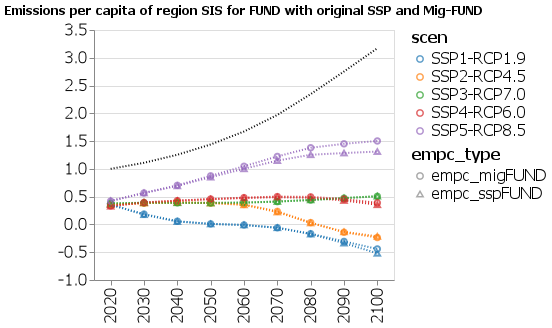 Emissions per capita of region SIS for FUND with original SSP and Mig-FUND
3.5
3.0
2.5
2.0
1.5
1.0
0.5
0.0
-0.5
-1.0
2020
2030
2040
2050
2060
2070
2080
2090
2100
scen
SSP1-RCP1.9
SSP2-RCP4.5
SSP3-RCP7.0
SSP4-RCP6.0
SSP5-RCP8.5
empc_type
empc_migFUND
empc_sspFUND